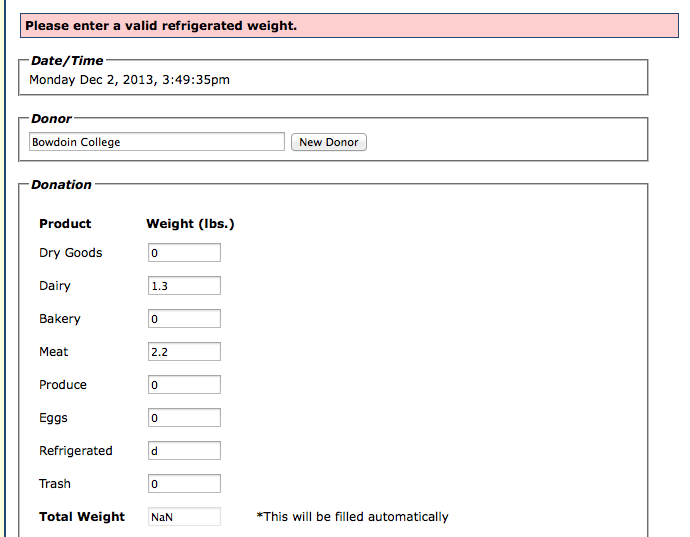 Please enter a valid refrigerated weight.
Date/Time
Monday Dec 2, 2013, 3:49:35pm
Donor
Bowdoin College New Donor
Donation
Product Weight (lbs.)
Dry Goods 0
Dairy 1.3
Bakery 0
Meat 2.2
Produce 0
Eggs 0
Refrigerated d
Trash 0
Total Weight NaN *This will be filled automatically